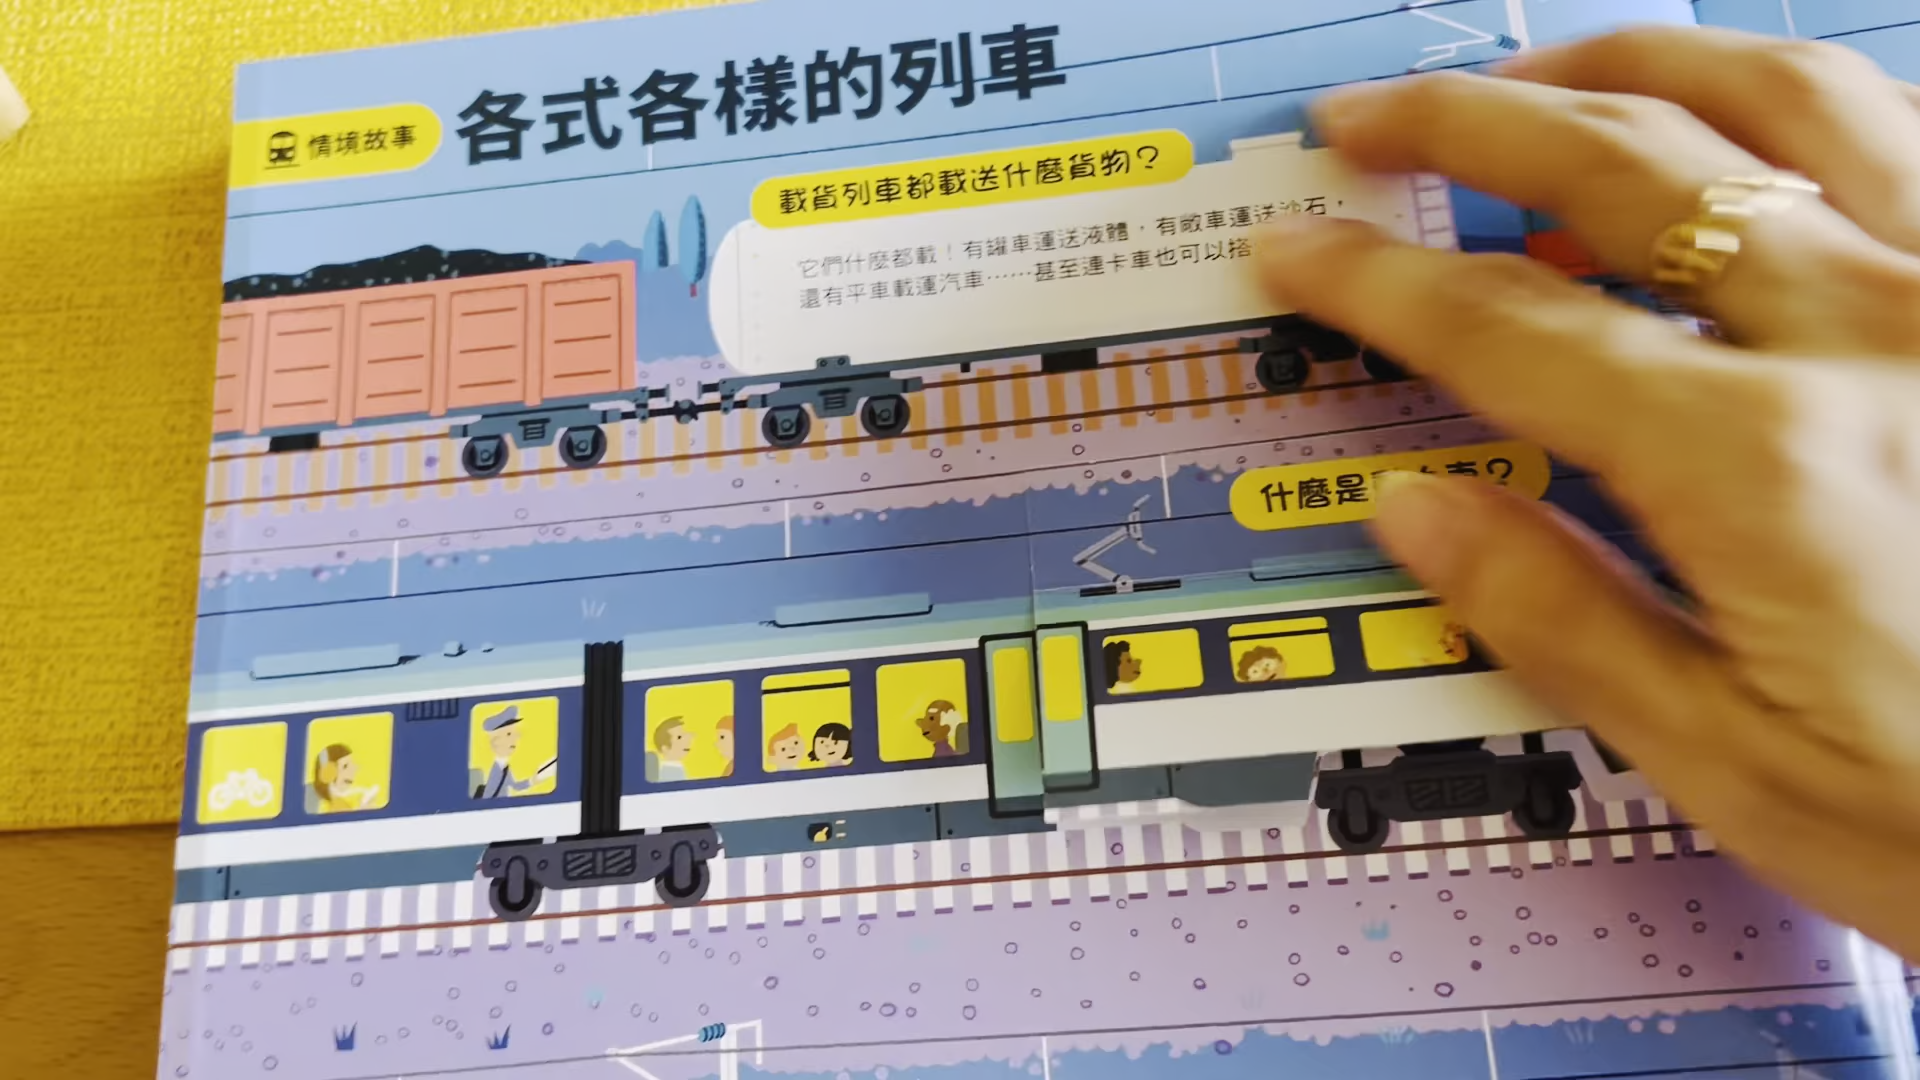 情境故事
各式各樣的列車
載貨列車都載送什麼貨物？
它們什麼都載！有罐車運送液體，有敞車運送沙石，
還有平車載運汽車……甚至連卡車也可以搭
什麼是
車？